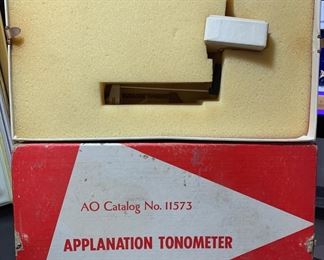 AO Catalog No. 11573
APPLANATION TONOMETER